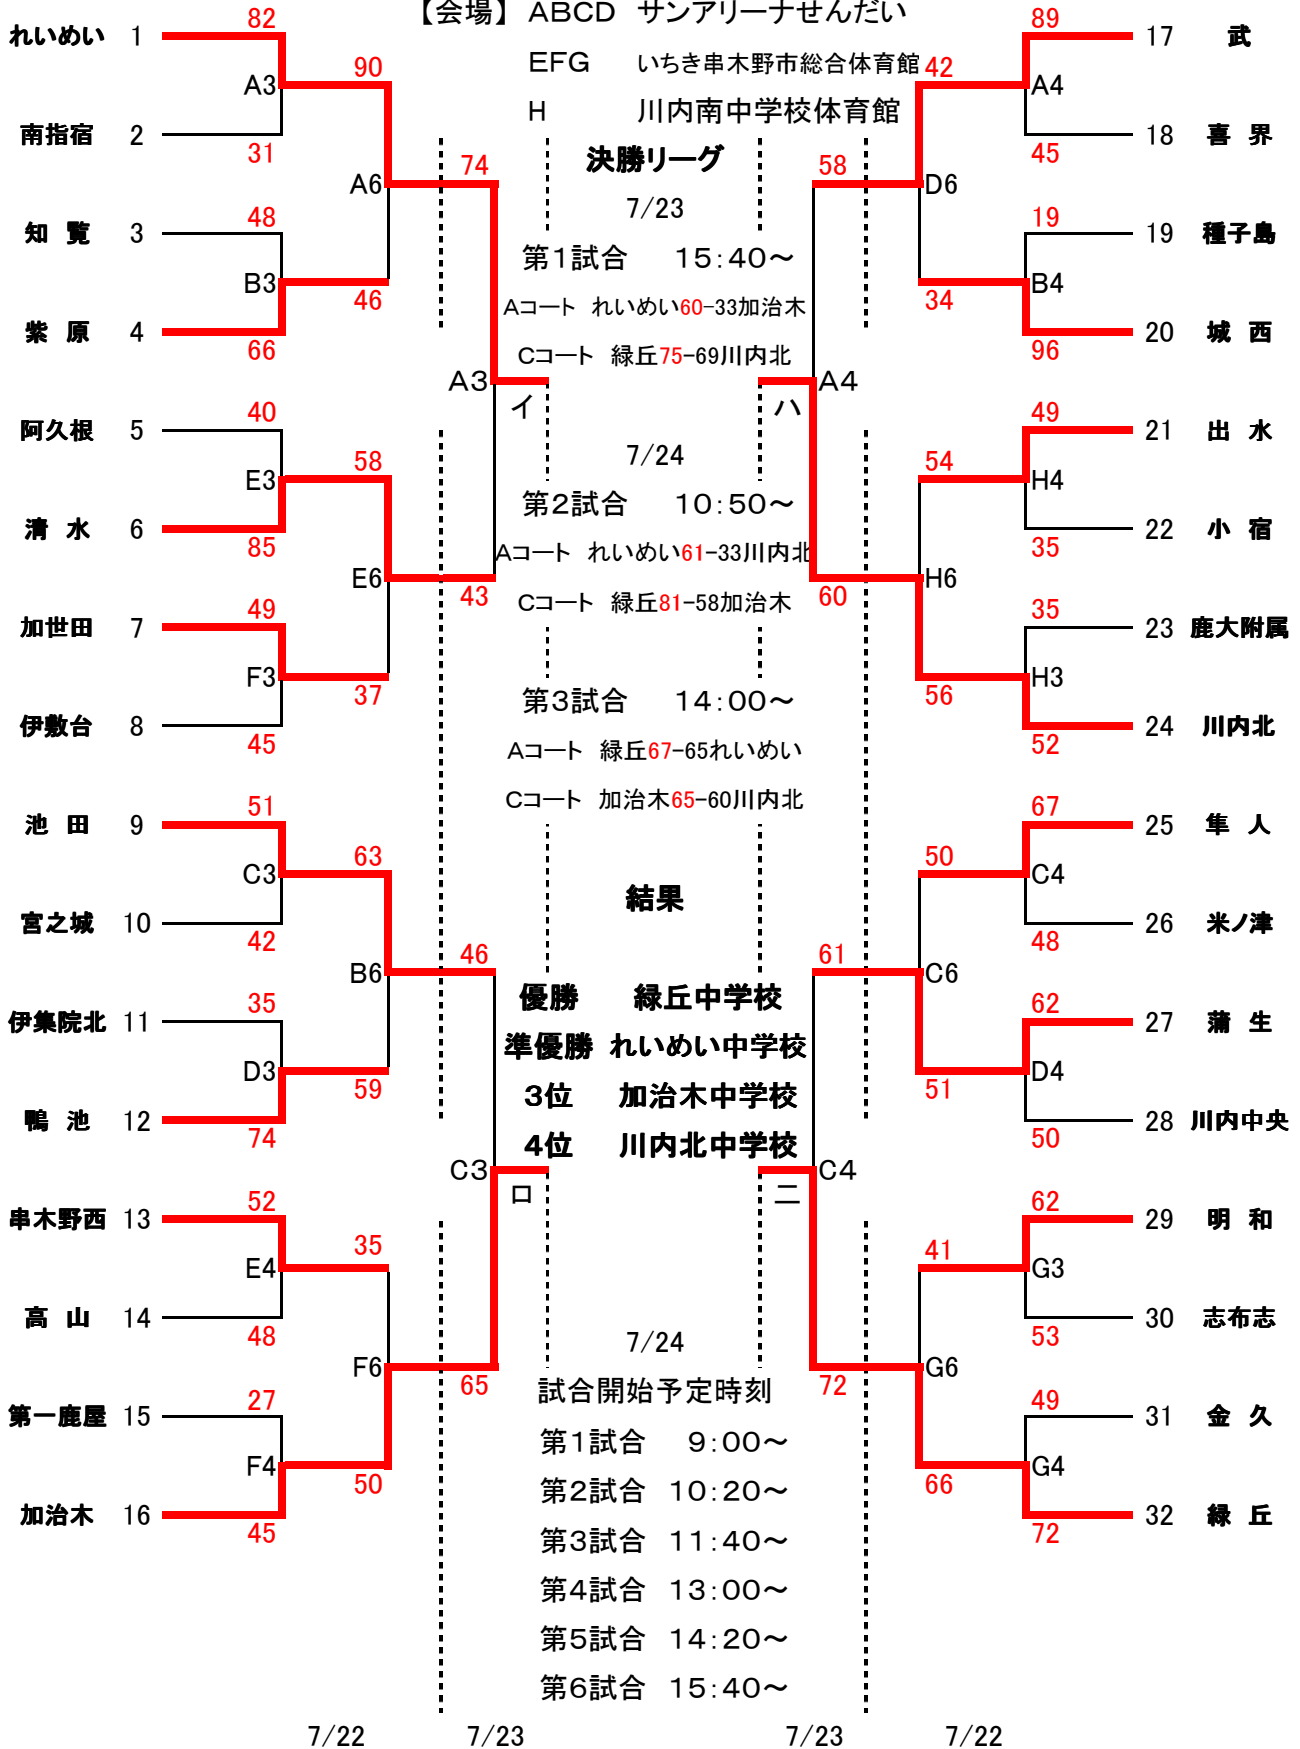 【会場】 ABCD サンアリーナせんだい
EFG いちき串木野市総合体育館
H 川内南中学校体育館
れいめい 1
南指宿 2
知 覧 3
紫 原 4
阿久根 5
清 水 6
加世田 7
伊敷台 8
池 田 9
宮之城 10
伊集院北 11
鴨 池 12
串木野西 13
高 山 14
第一鹿屋 15
加治木 16
82
A3
31
48
B3
66
40
E3
85
49
F3
45
51
C3
42
35
D3
74
52
E4
48
27
F4
45
90
A6
46
58
E6
37
63
B6
59
35
F6
50
74
A3
43
46
C3
65
イ
ロ
決勝リーグ
7/23
第1試合 15:40～
Aコート れいめい60-33加治木
Cコート 緑丘75-69川内北
7/24
第2試合 10:50～
Aコート れいめい61-33川内北
Cコート 緑丘81-58加治木
第3試合 14:00～
Aコート 緑丘67-65れいめい
Cコート 加治木65-60川内北
結果
優勝 緑丘中学校
準優勝 れいめい中学校
3位 加治木中学校
4位 川内北中学校
7/24
試合開始予定時刻
第1試合 9:00～
第2試合 10:20～
第3試合 11:40～
第4試合 13:00～
第5試合 14:20～
第6試合 15:40～
ハ
ニ
58
A4
60
61
C4
72
42
D6
34
54
H6
56
50
C6
51
41
G6
66
89
A4
45
19
B4
96
49
H4
35
35
H3
52
67
C4
48
62
D4
50
62
G3
53
49
G4
72
17 武
18 喜 界
19 種子島
20 城 西
21 出 水
22 小 宿
23 鹿大附属
24 川内北
25 隼 人
26 米ノ津
27 蒲 生
28 川内中央
29 明 和
30 志布志
31 金 久
32 緑 丘
7/22 7/23 7/23 7/22